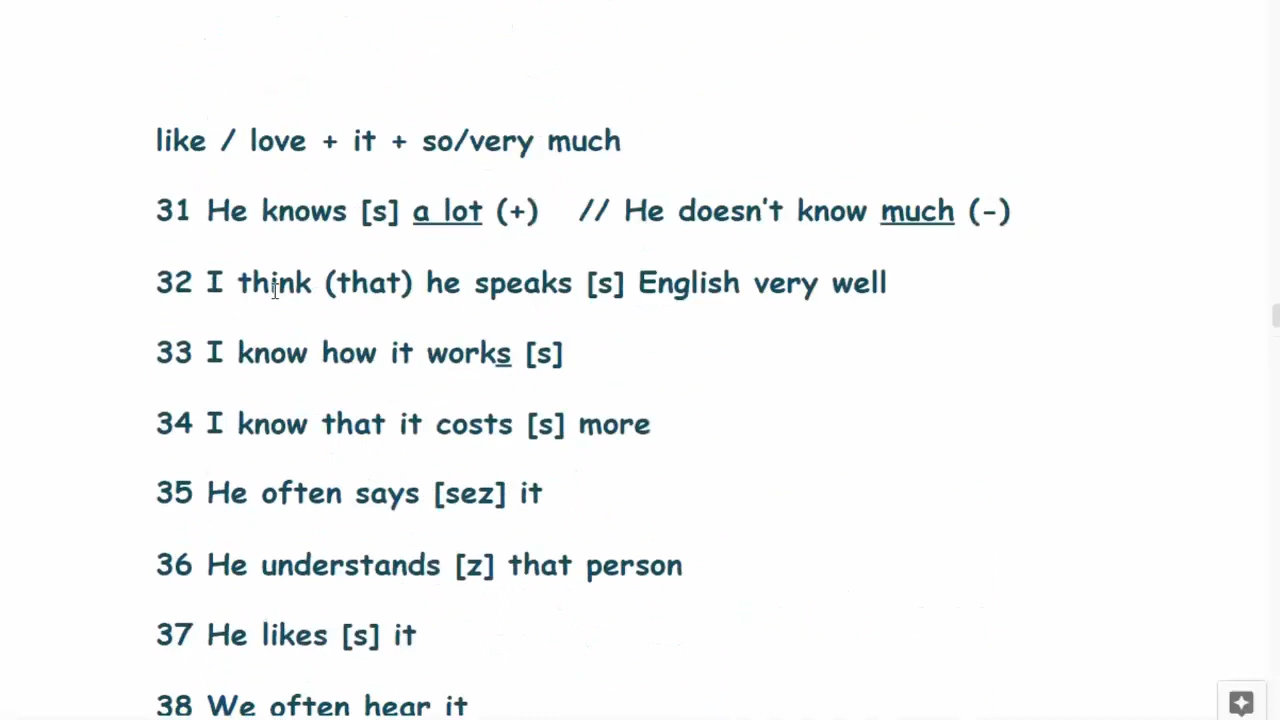 like / love + it + so/very much
31 He knows [s] a lot (+) // He doesn't know much (-)
32 I think (that) he speaks [s] English very well
33 I know how it works [s]
34 I know that it costs [s] more
35 He often says [sez] it
36 He understands [z] that person
37 He likes [s] it
38 We often hear it